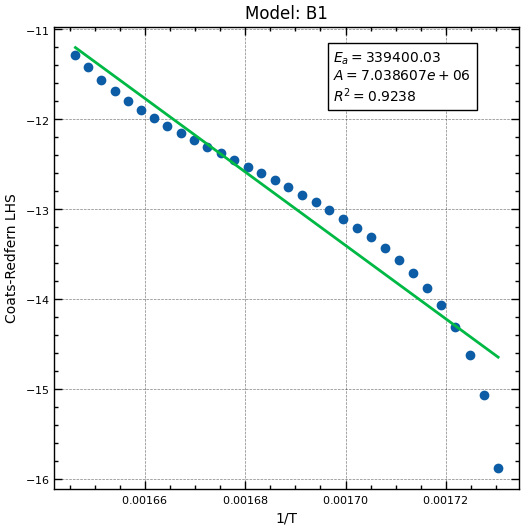 Model: B1
E_a = 339400.03
A = 7.038607e + 06
R² = 0.9238
−11
−12
−13
−14
−15
−16
Coats-Redfern LHS
0.00166 0.00168 0.00170 0.00172
1/T